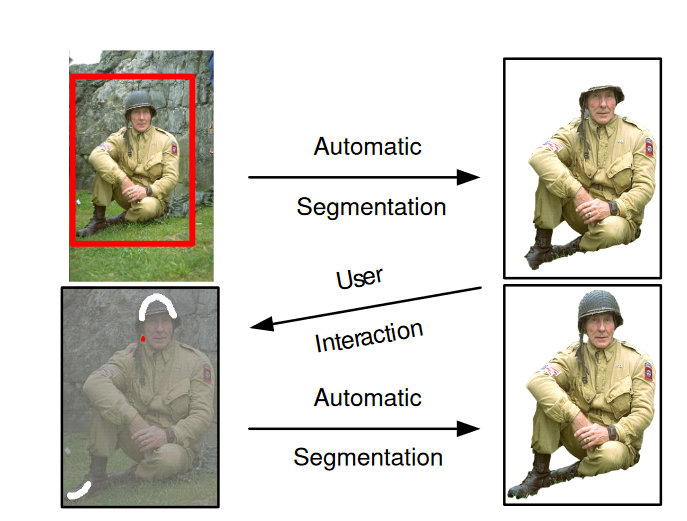 Automatic
Segmentation
User
Interaction
Automatic
Segmentation